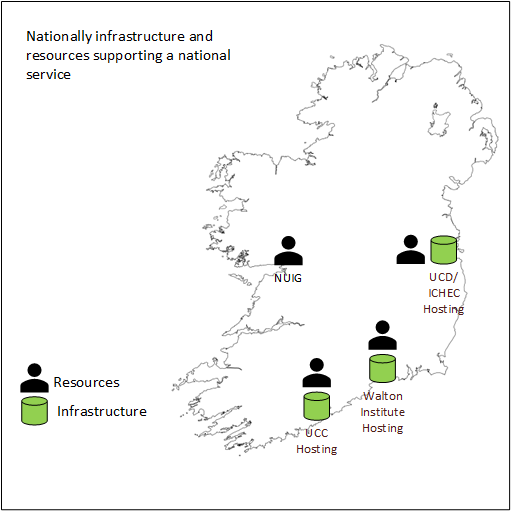 Nationally infrastructure and
resources supporting a national
service
NUIG
UCD/
ICHEC
Hosting
Walton
Institute
Hosting
UCC
Hosting
Resources
Infrastructure